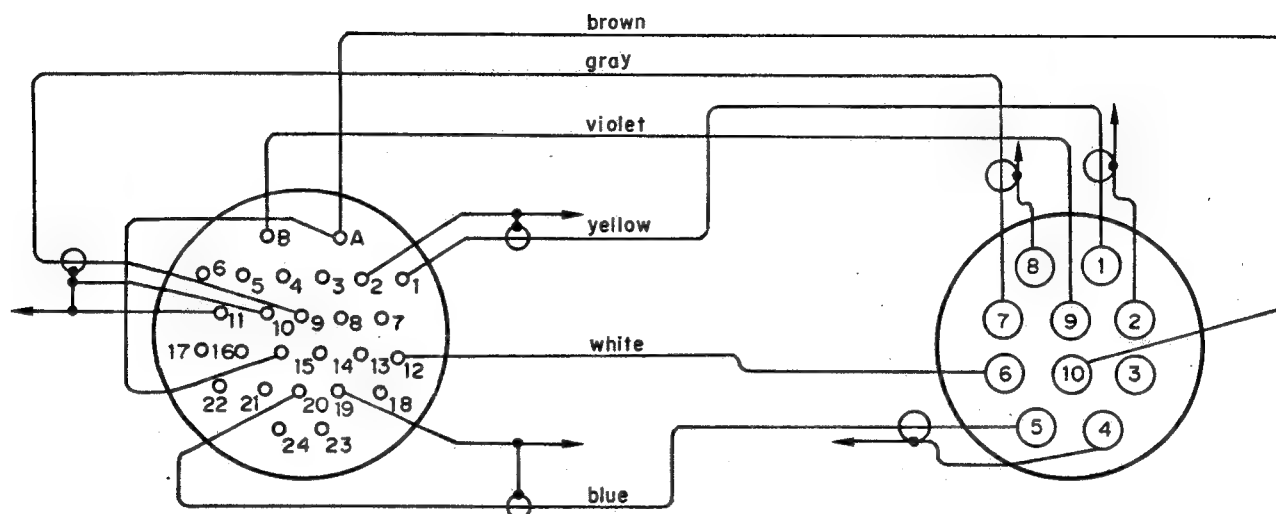 brown
gray
violet
B A
yellow
6 5 4 3 2 1
8 1
11 10 9 8 7
7 9 2
white
17 16 15 14 13 12
6 10 3
22 21 20 19 18
5 4
24 23
blue